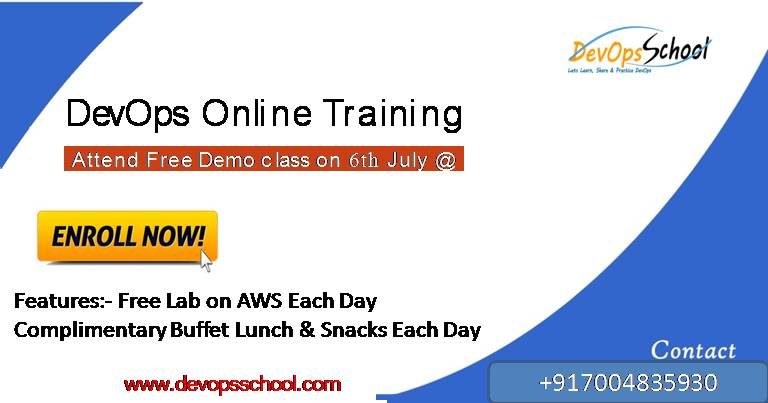 DevOpsSchool
Lets Learn, Share & Practice DevOps
DevOps Online Training
Attend Free Demo class on 6th July @
ENROLL NOW!
Features:- Free Lab on AWS Each Day
Complimentary Buffet Lunch & Snacks Each Day
Contact
www.devopsschool.com
+917004835930